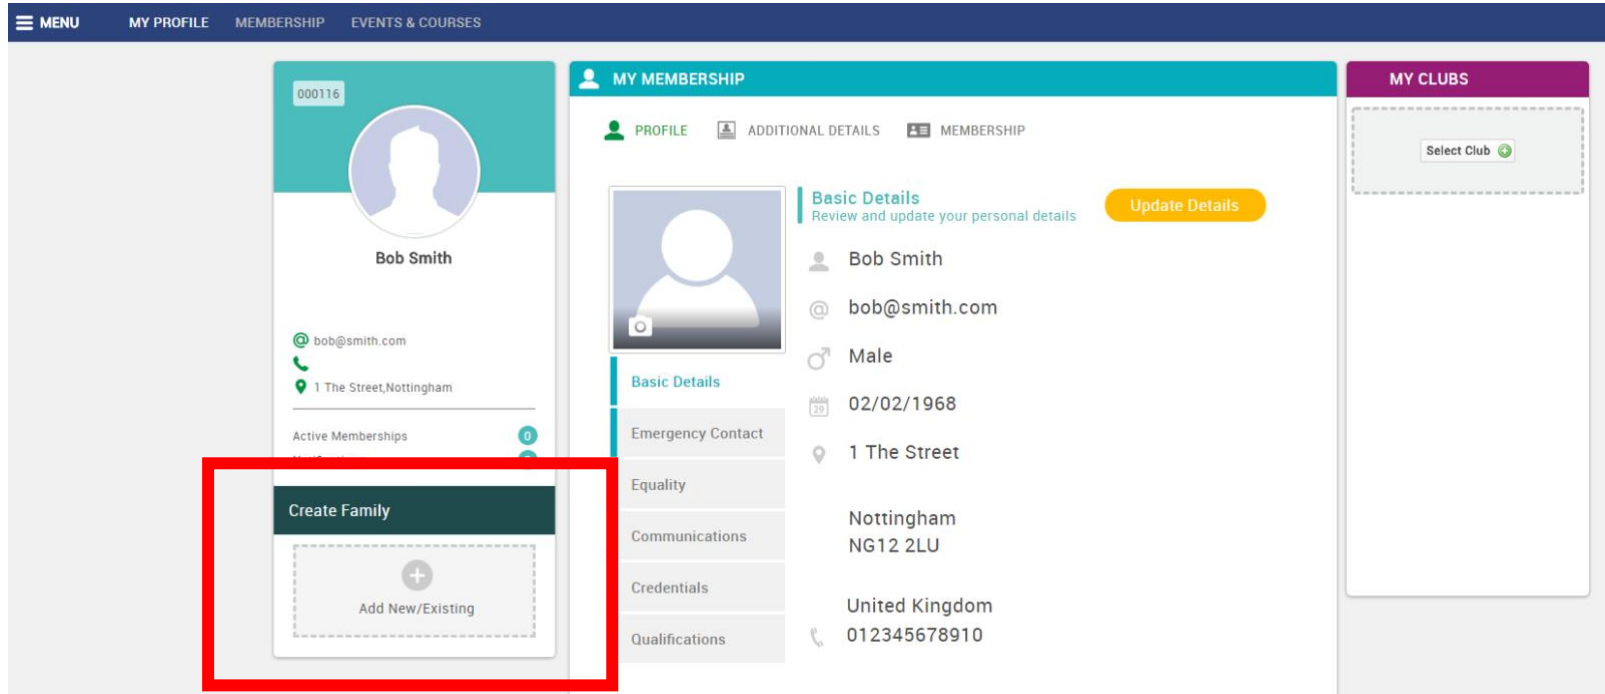 MENU MY PROFILE MEMBERSHIP EVENTS & COURSES
000116
Bob Smith
bob@smith.com
1 The Street,Nottingham
Active Memberships 0
Create Family
Add New/Existing
MY MEMBERSHIP
PROFILE ADDITIONAL DETAILS MEMBERSHIP
Basic Details
Review and update your personal details
Update Details
Bob Smith
bob@smith.com
Male
29
02/02/1968
1 The Street
Nottingham
NG12 2LU
United Kingdom
012345678910
Basic Details
Emergency Contact
Equality
Communications
Credentials
Qualifications
MY CLUBS
Select Club